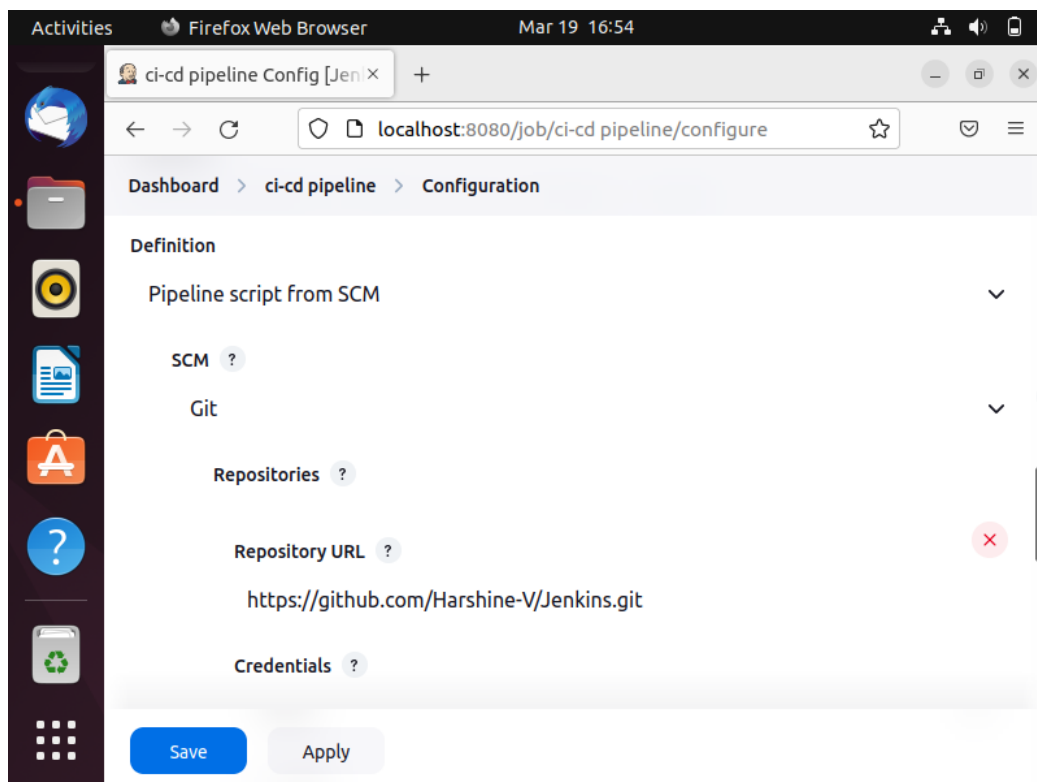 Activities Firefox Web Browser Mar 19 16:54
ci-cd pipeline Config [Jen
localhost:8080/job/ci-cd pipeline/configure
Dashboard > ci-cd pipeline > Configuration
Definition
Pipeline script from SCM
SCM ?
Git
Repositories ?
Repository URL ?
https://github.com/Harshine-V/Jenkins.git
Credentials ?
Save Apply